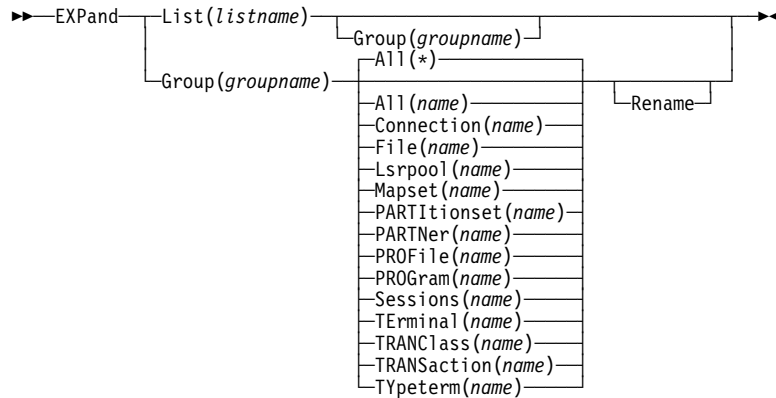 EXPand List(listname)
Group(groupname)
All(*)
Group(groupname)
All(name) Rename
Connection(name)
File(name)
Lsrpool(name)
Mapset(name)
PARTItionset(name)
PARTNer(name)
PROFile(name)
PROGram(name)
Sessions(name)
TErminal(name)
TRANClass(name)
TRANSaction(name)
TYpeterm(name)